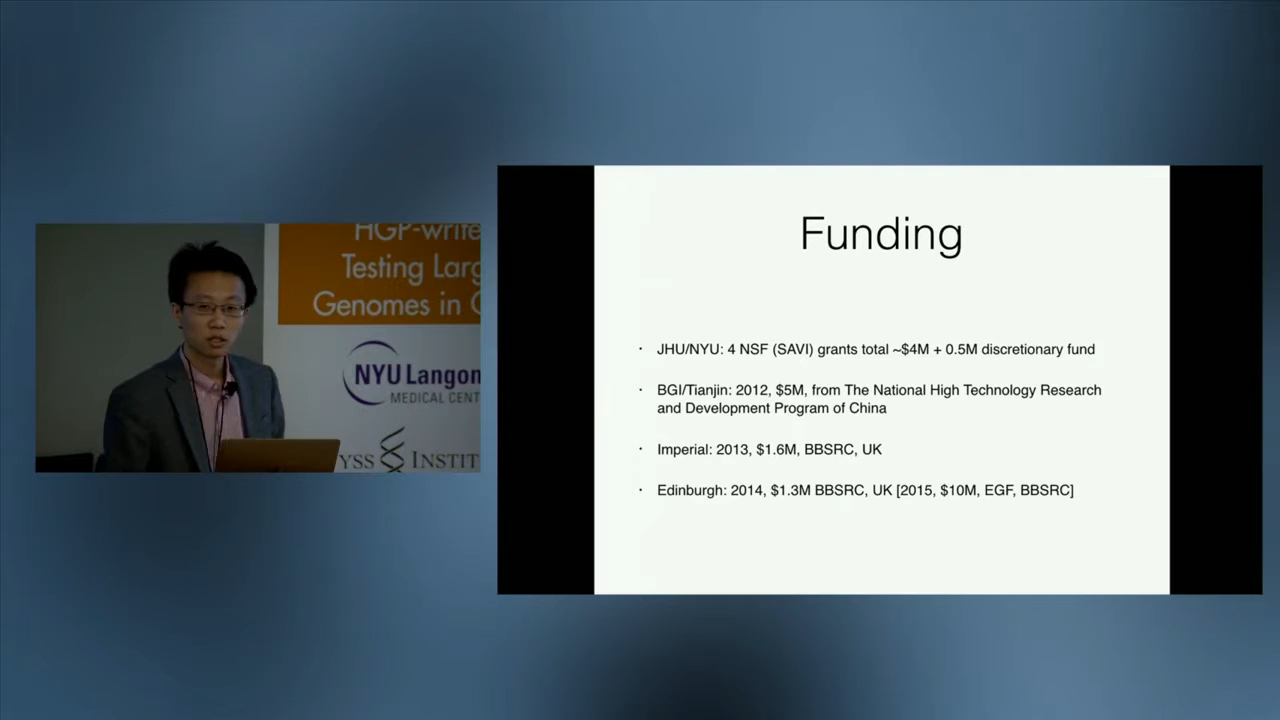 HGP-write
Testing Larg
Genomes in
NYU Langon
MEDICAL CENT
YSS INSTIT
Funding
· JHU/NYU: 4 NSF (SAVI) grants total ~$4M + 0.5M discretionary fund
· BGI/Tianjin: 2012, $5M, from The National High Technology Research
and Development Program of China
· Imperial: 2013, $1.6M, BBSRC, UK
· Edinburgh: 2014, $1.3M BBSRC, UK [2015, $10M, EGF, BBSRC]